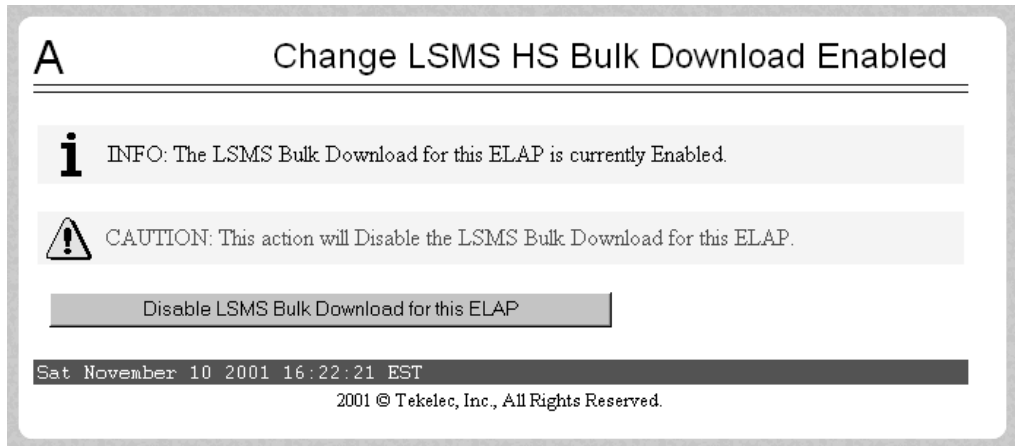 A
Change LSMS HS Bulk Download Enabled
INFO: The LSMS Bulk Download for this ELAP is currently Enabled.
CAUTION: This action will Disable the LSMS Bulk Download for this ELAP.
Disable LSMS Bulk Download for this ELAP
Sat November 10 2001 16:22:21 EST
2001 © Tekelec, Inc., All Rights Reserved.